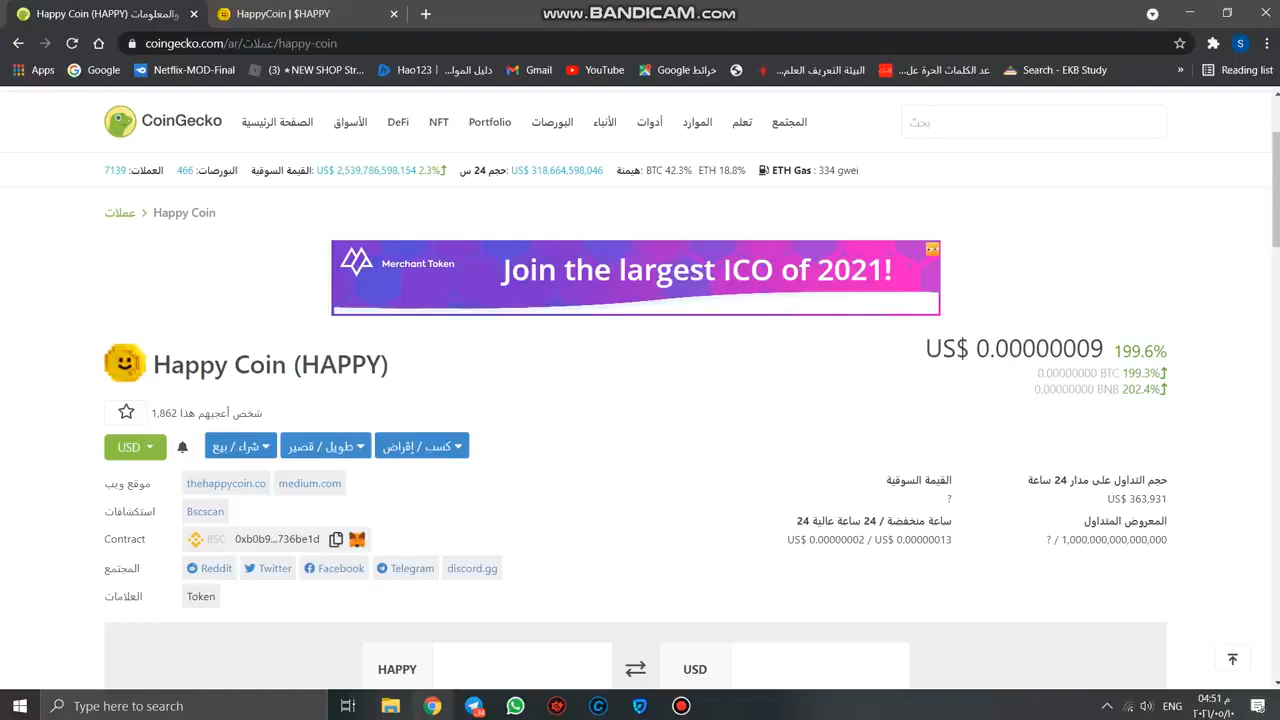 Happy Coin (HAPPY) والمعلومات
HappyCoin | $HAPPY
www.BANDICAM.com
coingecko.com/ar/عملات/happy-coin
S
Apps
Google
Netflix-MOD-Final
(3) ★NEW SHOP Str...
Hao123 | دليل الموا...
Gmail
YouTube
خرائط Google
البيئة التعريف العلم...
عد الكلمات الحرة عل...
Search - EKB Study
»
Reading list
CoinGecko
الصفحة الرئيسية
الأسواق
DeFi
NFT
Portfolio
البورصات
الأنباء
أدوات
الموارد
تعلم
المجتمع
بحث
العملات: 7139
البورصات: 466
القيمة السوقية: US$ 2,539,786,598,154 2.3%
حجم 24 س: US$ 318,664,598,046
هيمنة: BTC 42.3% ETH 18.8%
ETH Gas : 334 gwei
عملات > Happy Coin
Merchant Token
Join the largest ICO of 2021!
Happy Coin (HAPPY)
US$ 0.00000009 199.6%
0.00000000 BTC 199.3%
0.00000000 BNB 202.4%
1,862 شخص أعجبهم هذا
USD
شراء / بيع
طويل / قصير
كسب / إقراض
موقع ويب
thehappycoin.co
medium.com
القيمة السوقية
?
حجم التداول على مدار 24 ساعة
US$ 363,931
استكشافات
Bscscan
24 ساعة منخفضة / 24 ساعة عالية
US$ 0.00000002 / US$ 0.00000013
المعروض المتداول
? / 1,000,000,000,000,000
Contract
BSC
0xb0b9...736be1d
المجتمع
Reddit
Twitter
Facebook
Telegram
discord.gg
العلامات
Token
HAPPY
USD
Type here to search
ENG
04:51 م